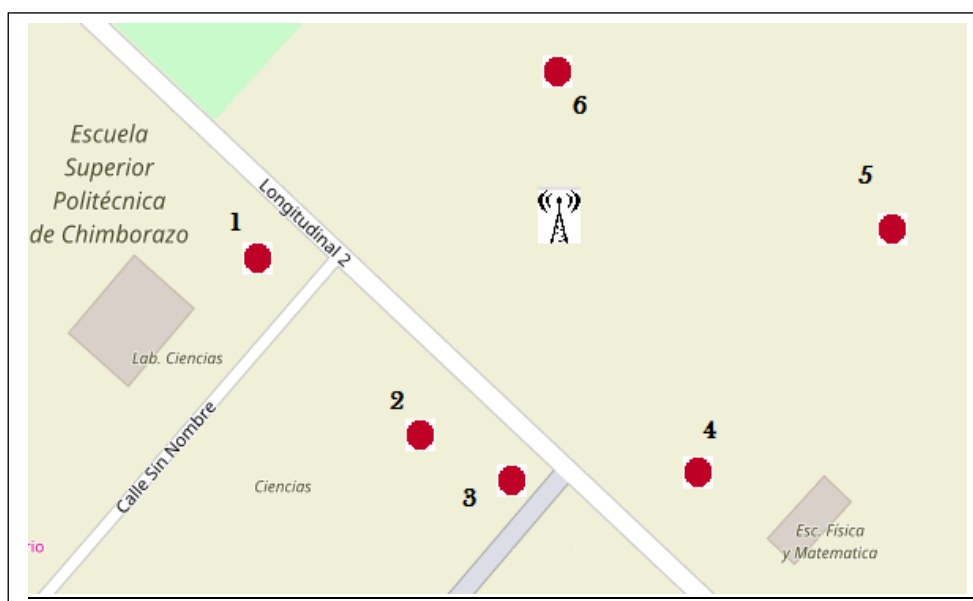 6
Escuela
Superior
Politécnica
de Chimborazo
5
Longitudinal 2
1
Lab. Ciencias
2
Calle Sin Nombre
4
Ciencias
3
Esc. Física
y Matematica
rio